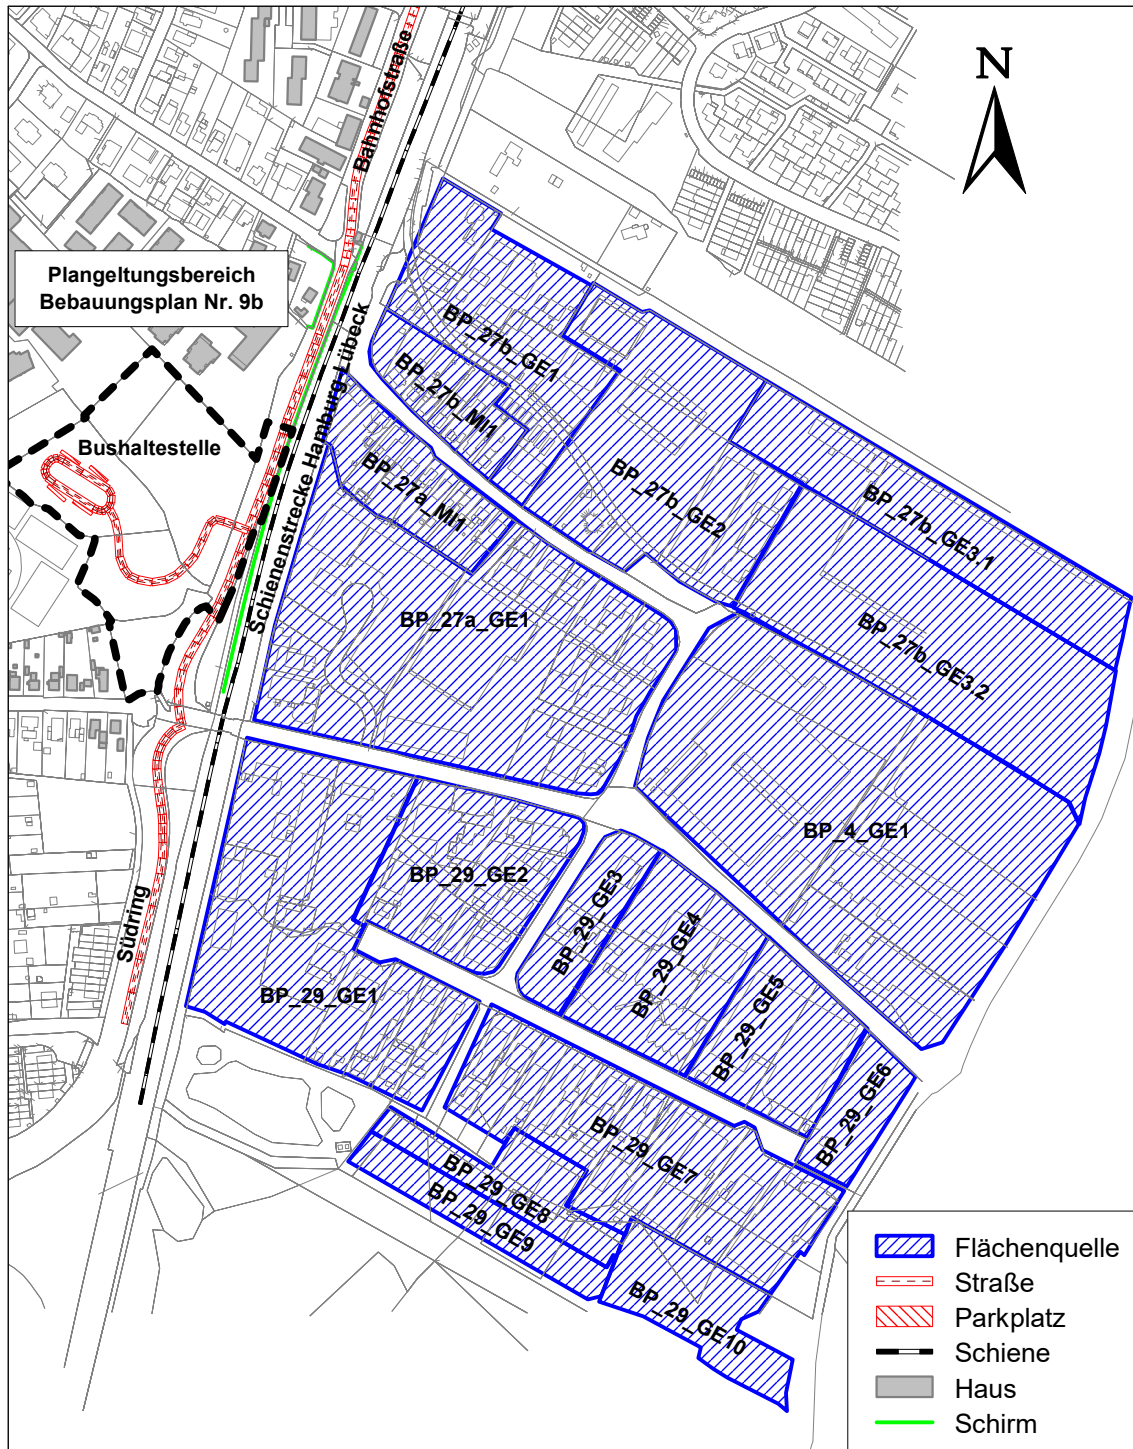 N
Bahnhofstraße
Plangeltungsbereich
Bebauungsplan Nr. 9b
Bushaltestelle
Schienenstrecke Hamburg-Lübeck
Südring
BP_27b_GE1
BP_27b_MI1
BP_27a_MI1
BP_27b_GE2
BP_27b_GE3.1
BP_27b_GE3.2
BP_27a_GE1
BP_4_GE1
BP_29_GE2
BP_29_GE3
BP_29_GE4
BP_29_GE1
BP_29_GE5
BP_29_GE6
BP_29_GE7
BP_29_GE8
BP_29_GE9
BP_29_GE10
Flächenquelle
Straße
Parkplatz
Schiene
Haus
Schirm